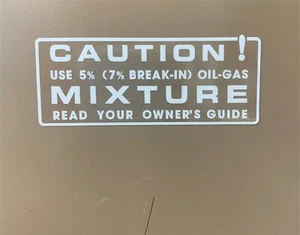 CAUTION!
USE 5% (7% BREAK-IN) OIL-GAS
MIXTURE
READ YOUR OWNER'S GUIDE